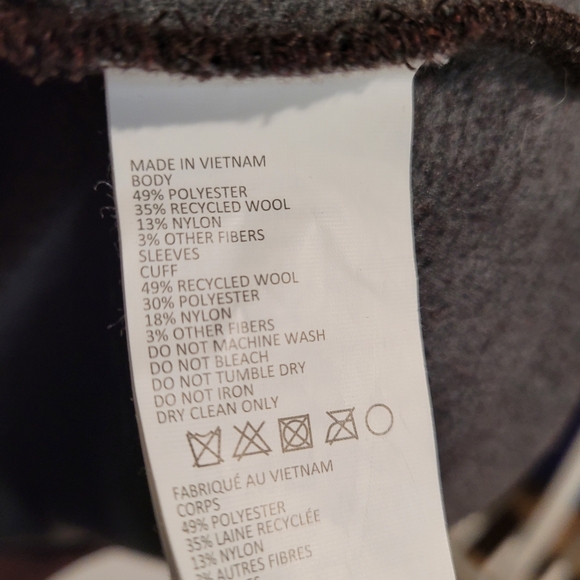 MADE IN VIETNAM
BODY
49% POLYESTER
35% RECYCLED WOOL
13% NYLON
3% OTHER FIBERS
SLEEVES
CUFF
49% RECYCLED WOOL
30% POLYESTER
18% NYLON
3% OTHER FIBERS
DO NOT MACHINE WASH
DO NOT BLEACH
DO NOT TUMBLE DRY
DO NOT IRON
DRY CLEAN ONLY
FABRIQUÉ AU VIETNAM
CORPS
49% POLYESTER
35% LAINE RECYCLÉE
13% NYLON
3% AUTRES FIBRES